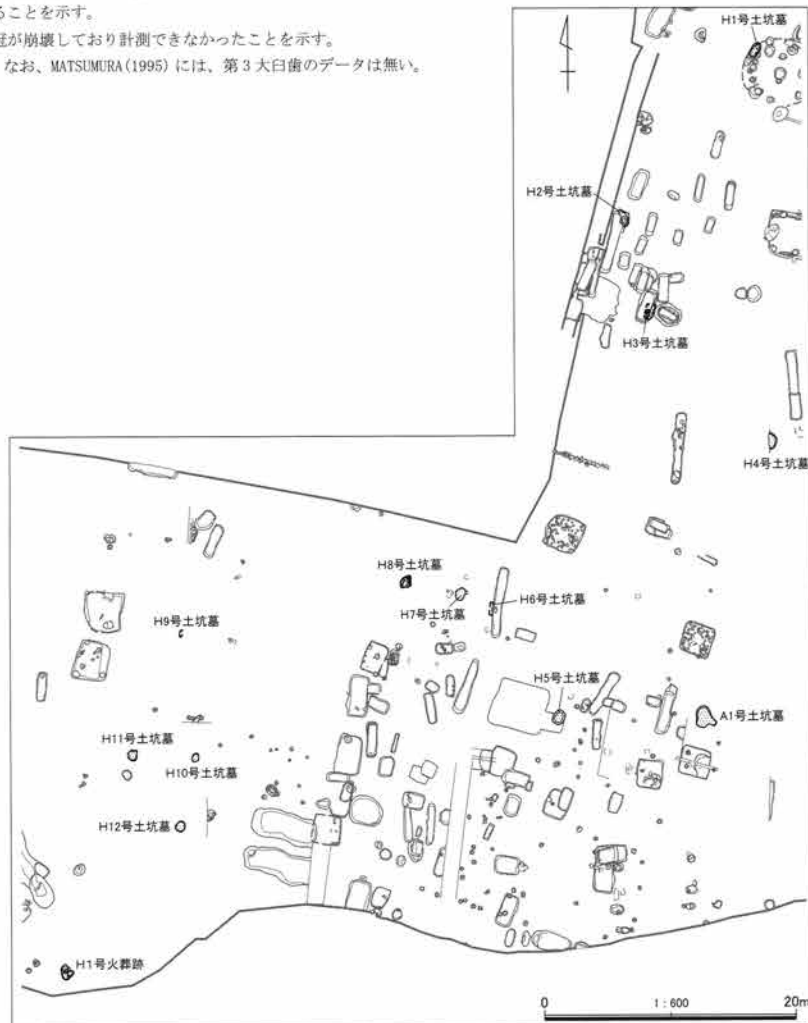 ることを示す。
冠が崩壊しており計測できなかったことを示す。
なお、MATSUMURA(1995) には、第3大臼歯のデータは無い。
H1号土坑墓
H2号土坑墓
H3号土坑墓
H4号土坑墓
H8号土坑墓
H7号土坑墓
H6号土坑墓
H9号土坑墓
H5号土坑墓
A1号土坑墓
H11号土坑墓
H10号土坑墓
H12号土坑墓
H1号火葬跡
0 1:600 20m